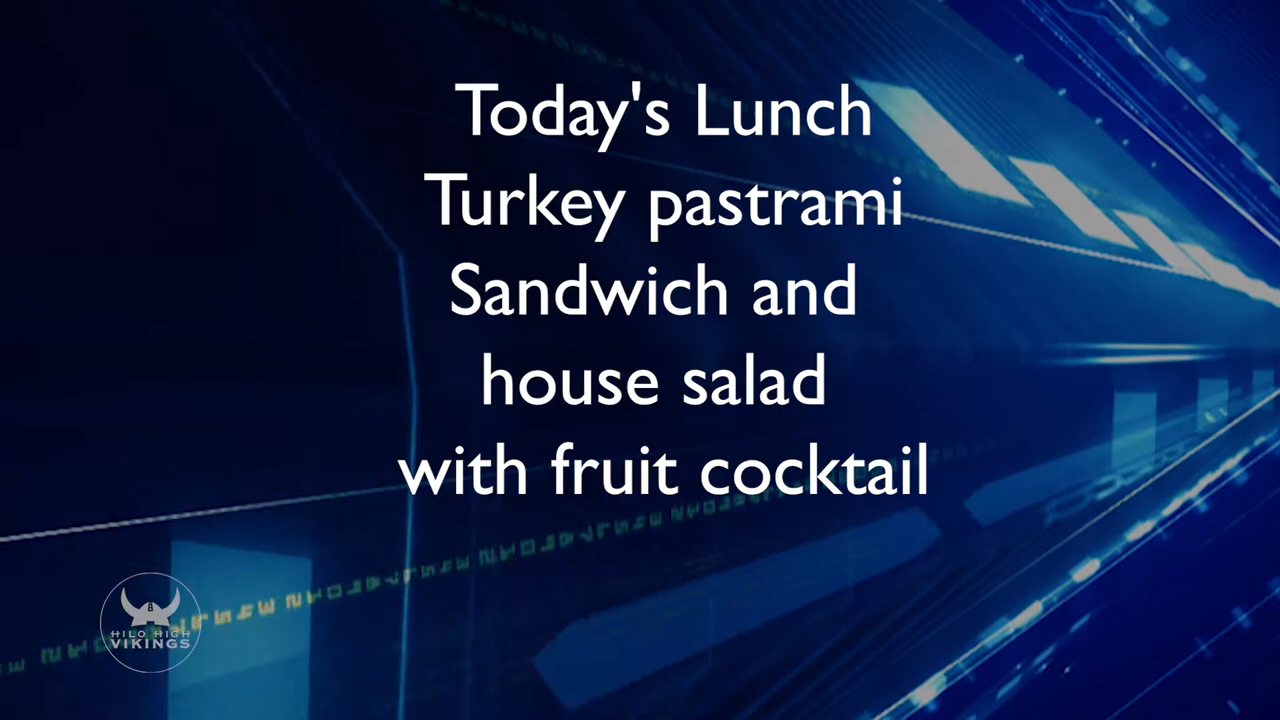 Today's Lunch
Turkey pastrami
Sandwich and
house salad
with fruit cocktail
HILO HIGH
VIKINGS